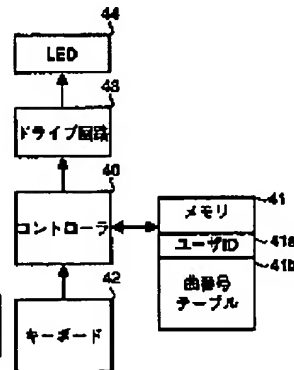 44
LED
43
ドライブ回路
40
コントローラ
41
メモリ
ユーザID
41a
41b
曲番号
テーブル
42
キーボード